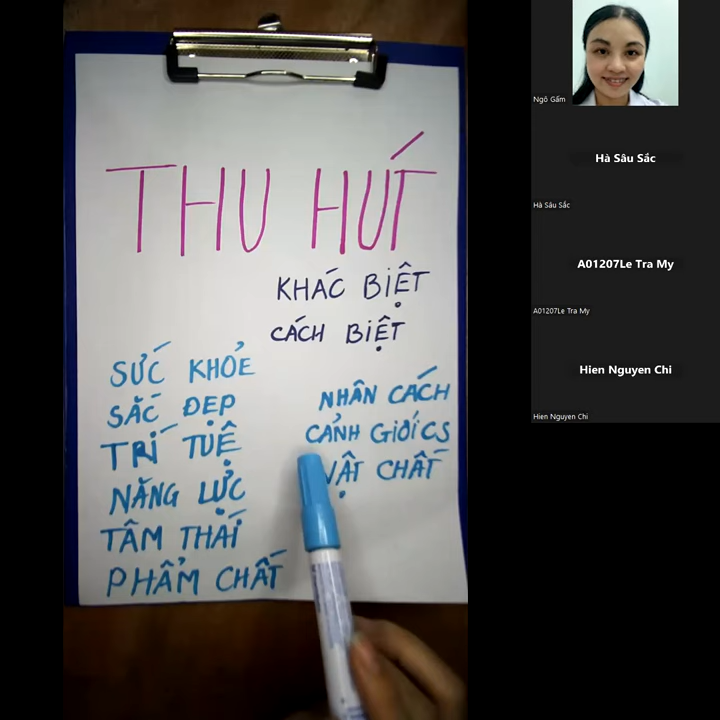 THU HÚT
KHÁC BIỆT
CÁCH BIỆT
SỨC KHỎE
SẮC ĐẸP
TRÍ TUỆ
NĂNG LỰC
TÂM THÁI
PHẨM CHẤT
NHÂN CÁCH
CẢNH GIỚI CS
VẬT CHẤT
Ngô Gấm
Hà Sâu Sắc
Hà Sâu Sắc
A01207Le Tra My
A01207Le Tra My
Hien Nguyen Chi
Hien Nguyen Chi